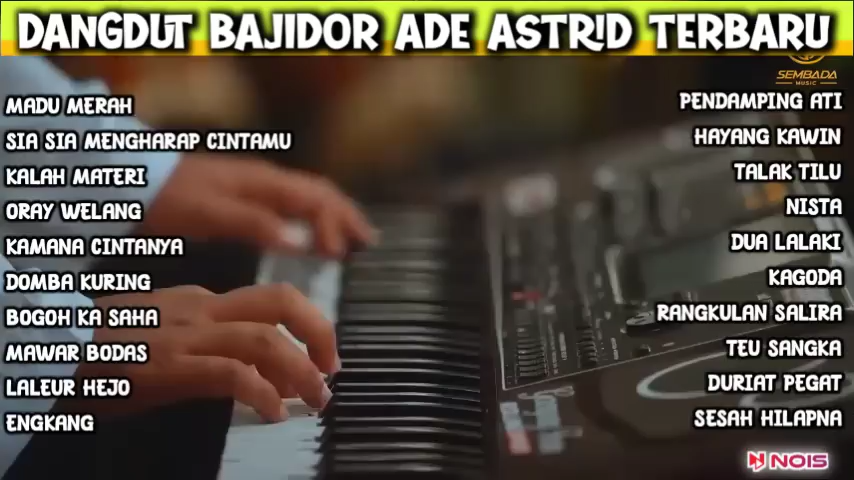 DANGDUT BAJIDOR ADE ASTRID TERBARU
SEMBADA
MUSIC
MADU MERAH
SIA SIA MENGHARAP CINTAMU
KALAH MATERI
ORAY WELANG
KAMANA CINTANYA
DOMBA KURING
BOGOH KA SAHA
MAWAR BODAS
LALEUR HEJO
ENGKANG
PENDAMPING ATI
HAYANG KAWIN
TALAK TILU
NISTA
DUA LALAKI
KAGODA
RANGKULAN SALIRA
TEU SANGKA
DURIAT PEGAT
SESAH HILAPNA
NOIS